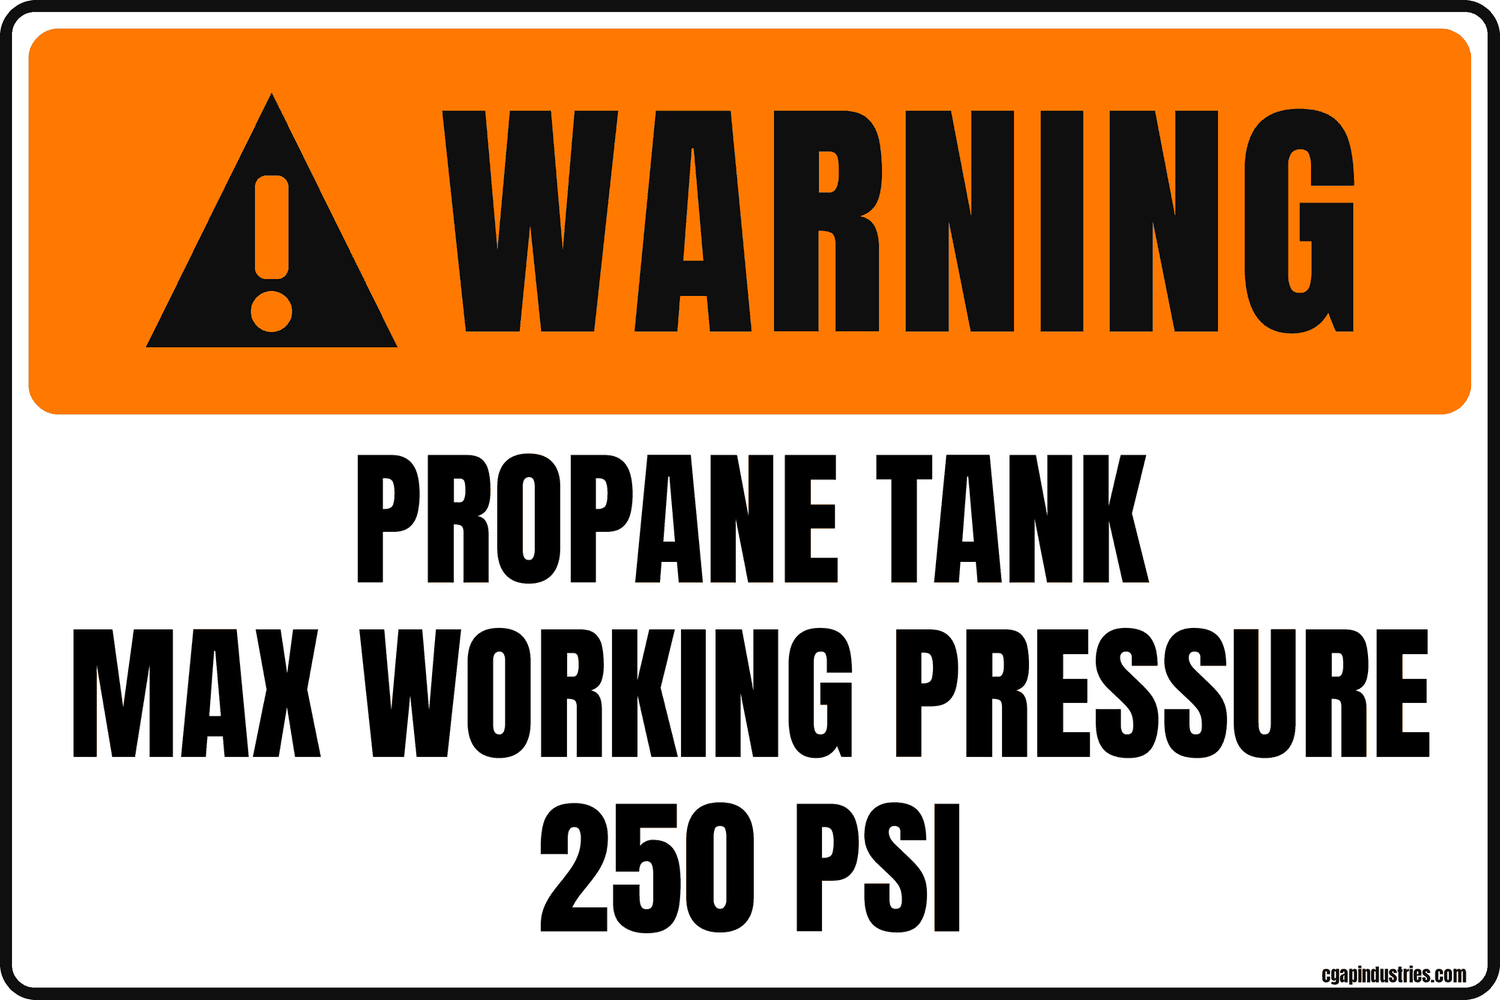 WARNING
PROPANE TANK
MAX WORKING PRESSURE
250 PSI
cgapindustries.com